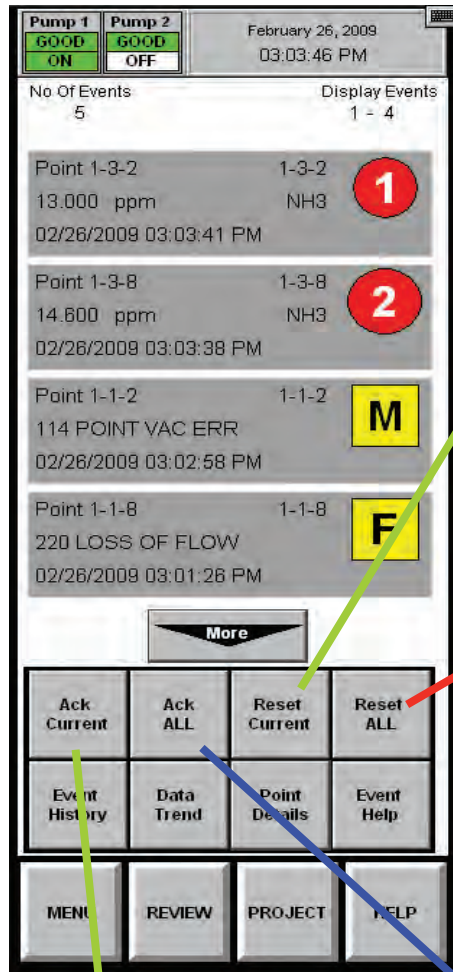 Pump 1 Pump 2
GOOD GOOD
ON OFF
February 26, 2009
03:03:46 PM
No Of Events Display Events
5 1 - 4
Point 1-3-2 1-3-2
13.000 ppm NH3
02/26/2009 03:03:41 PM
1
Point 1-3-8 1-3-8
14.600 ppm NH3
02/26/2009 03:03:38 PM
2
Point 1-1-2 1-1-2
114 POINT VAC ERR
02/26/2009 03:02:58 PM
M
Point 1-1-8 1-1-8
220 LOSS OF FLOW
02/26/2009 03:01:26 PM
F
More
Ack Current
Ack ALL
Reset Current
Reset ALL
Event History
Data Trend
Point Details
Event Help
MENU REVIEW PROJECT HELP